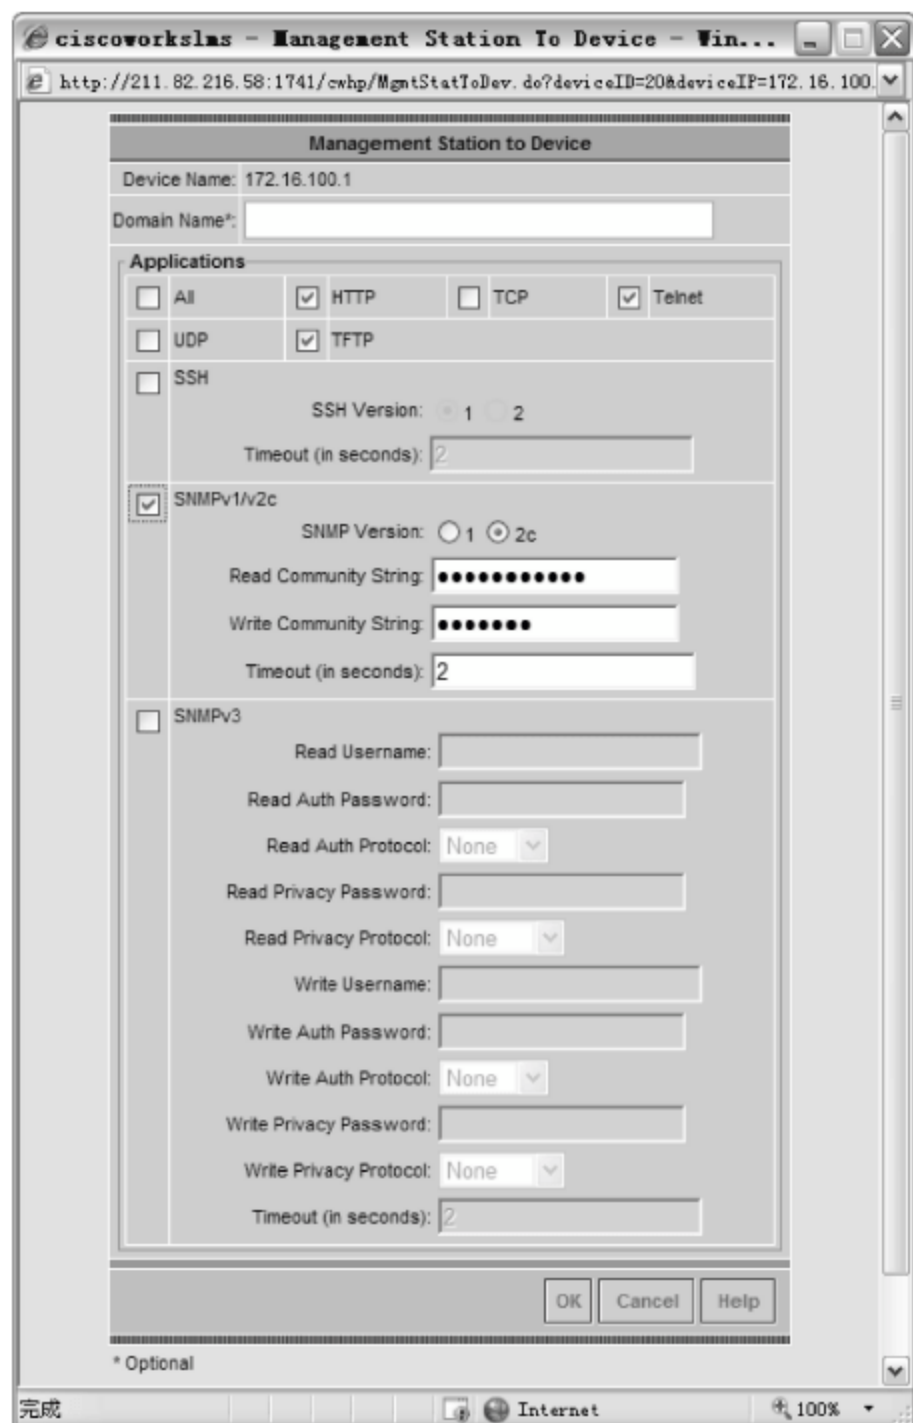 ciscoworkslms - Management Station To Device - Win...
http://211.82.216.58:1741/cwhp/MgmtStatToDev.do?deviceID=20&deviceIP=172.16.100.
Management Station to Device
Device Name: 172.16.100.1
Domain Name*:
Applications
All HTTP TCP Telnet
UDP TFTP
SSH
SSH Version: 1 2
Timeout (in seconds): 2
SNMPv1/v2c
SNMP Version: 1 2c
Read Community String: ●●●●●●●●●●●
Write Community String: ●●●●●●●
Timeout (in seconds): 2
SNMPv3
Read Username:
Read Auth Password:
Read Auth Protocol: None
Read Privacy Password:
Read Privacy Protocol: None
Write Username:
Write Auth Password:
Write Auth Protocol: None
Write Privacy Password:
Write Privacy Protocol: None
Timeout (in seconds): 2
OK Cancel Help
* Optional
完成 Internet 100%